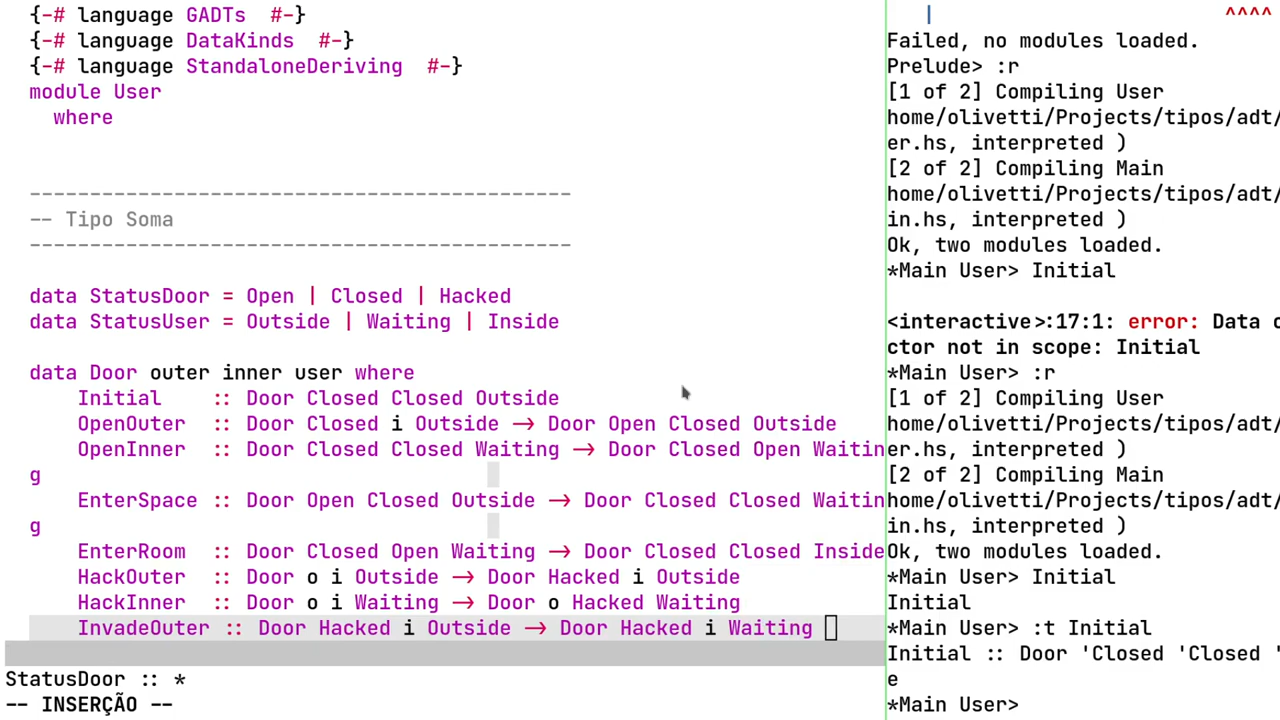 {-# language GADTs  #-}
{-# language DataKinds  #-}
{-# language StandaloneDeriving  #-}
module User
  where
---------------------------------------------
-- Tipo Soma
---------------------------------------------
data StatusDoor = Open | Closed | Hacked
data StatusUser = Outside | Waiting | Inside
data Door outer inner user where
    Initial    :: Door Closed Closed Outside
    OpenOuter  :: Door Closed i Outside -> Door Open Closed Outside
    OpenInner  :: Door Closed Closed Waiting -> Door Closed Open Waitin
g
    EnterSpace :: Door Open Closed Outside -> Door Closed Closed Waitin
g
    EnterRoom  :: Door Closed Open Waiting -> Door Closed Closed Inside
    HackOuter  :: Door o i Outside -> Door Hacked i Outside
    HackInner  :: Door o i Waiting -> Door o Hacked Waiting
    InvadeOuter :: Door Hacked i Outside -> Door Hacked i Waiting
StatusDoor :: *
-- INSERÇÃO --
   |                        ^^^^
Failed, no modules loaded.
Prelude> :r
[1 of 2] Compiling User
home/olivetti/Projects/tipos/adt/
er.hs, interpreted )
[2 of 2] Compiling Main
home/olivetti/Projects/tipos/adt/
in.hs, interpreted )
Ok, two modules loaded.
*Main User> Initial
<interactive>:17:1: error: Data c
ctor not in scope: Initial
*Main User> :r
[1 of 2] Compiling User
home/olivetti/Projects/tipos/adt/
er.hs, interpreted )
[2 of 2] Compiling Main
home/olivetti/Projects/tipos/adt/
in.hs, interpreted )
Ok, two modules loaded.
*Main User> Initial
Initial
*Main User> :t Initial
Initial :: Door 'Closed 'Closed '
e
*Main User>